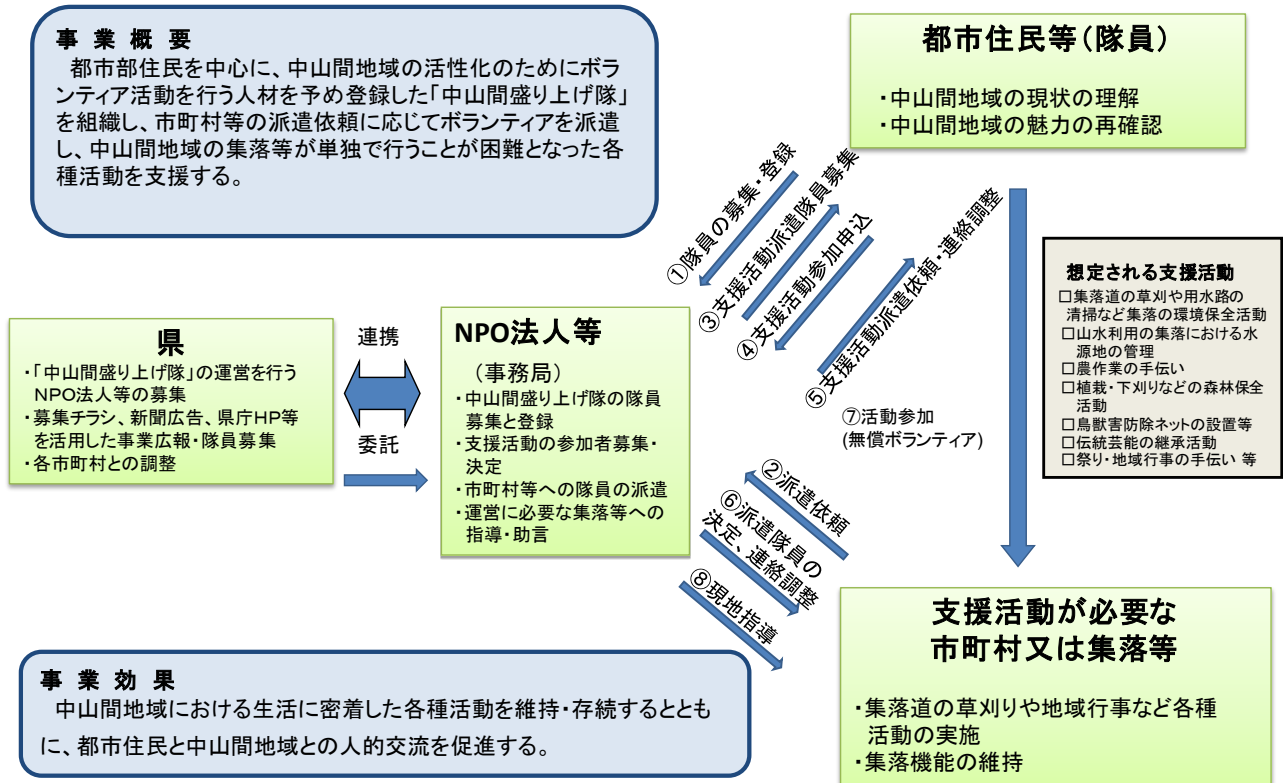 事 業 概 要
都市部住民を中心に、中山間地域の活性化のためにボラ
ンティア活動を行う人材を予め登録した「中山間盛り上げ隊」
を組織し、市町村等の派遣依頼に応じてボランティアを派遣
し、中山間地域の集落等が単独で行うことが困難となった各
種活動を支援する。
都市住民等(隊員)
・中山間地域の現状の理解
・中山間地域の魅力の再確認
①隊員の募集・登録
③支援活動派遣隊員募集
④支援活動参加申込
⑤支援活動派遣依頼・連絡調整
⑦活動参加
(無償ボランティア)
想定される支援活動
□集落道の草刈や用水路の
清掃など集落の環境保全活動
□山水利用の集落における水
源地の管理
□農作業の手伝い
□植栽・下刈りなどの森林保全
活動
□鳥獣害防除ネットの設置等
□伝統芸能の継承活動
□祭り・地域行事の手伝い 等
県
・「中山間盛り上げ隊」の運営を行う
NPO法人等の募集
・募集チラシ、新聞広告、県庁HP等
を活用した事業広報・隊員募集
・各市町村との調整
連携
委託
NPO法人等
(事務局)
・中山間盛り上げ隊の隊員
募集と登録
・支援活動の参加者募集・
決定
・市町村等への隊員の派遣
・運営に必要な集落等への
指導・助言
②派遣依頼
⑥派遣隊員の
決定、連絡調整
⑧現地指導
支援活動が必要な
市町村又は集落等
・集落道の草刈りや地域行事など各種
活動の実施
・集落機能の維持
事 業 効 果
中山間地域における生活に密着した各種活動を維持・存続するととも
に、都市住民と中山間地域との人的交流を促進する。